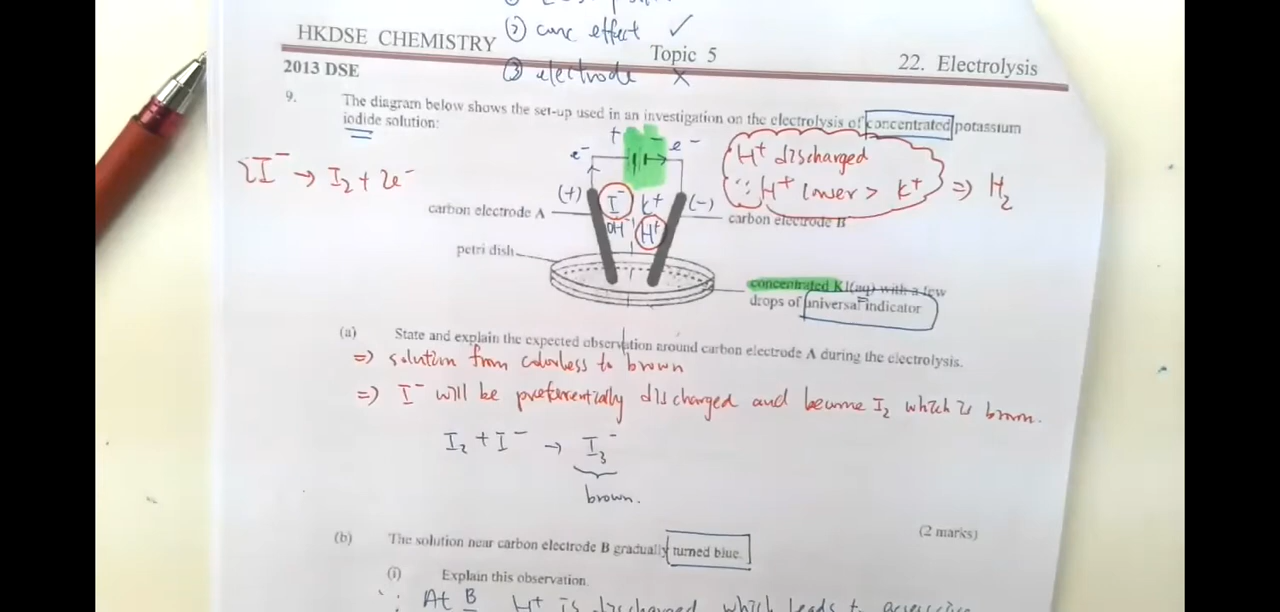 ② conc effect ✓
HKDSE CHEMISTRY
Topic 5
22. Electrolysis
2013 DSE
③ electrode ×
9. The diagram below shows the set-up used in an investigation on the electrolysis of concentrated potassium
iodide solution:
2I⁻ → I₂ + 2e⁻
+ −
e⁻ e⁻
H⁺ discharged
∵ H⁺ lower > K⁺ ⇒ H₂
(+) I⁻ K⁺ (−)
carbon electrode A
carbon electrode B
OH⁻ H⁺
petri dish
concentrated KI(aq) with a few
drops of universal indicator
(a) State and explain the expected observation around carbon electrode A during the electrolysis.
⇒ solution from colorless to brown
⇒ I⁻ will be preferentially discharged and become I₂ which is brown.
I₂ + I⁻ → I₃⁻
brown.
(2 marks)
(b) The solution near carbon electrode B gradually turned blue.
(i) Explain this observation.
∵ At B H⁺ is discharged which leads to